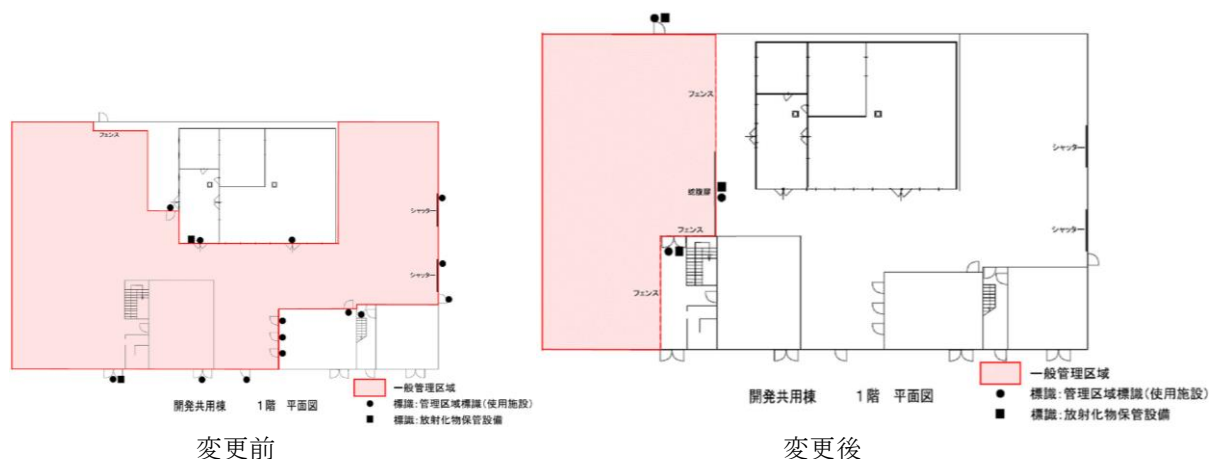 フェンス
シャッター
シャッター
一般管理区域
開発共用棟 1階 平面図
標識:管理区域標識(使用施設)
標識:放射化物保管設備
変更前
フェンス
シャッター
蛇腹扉
フェンス
シャッター
フェンス
一般管理区域
開発共用棟 1階 平面図
標識:管理区域標識(使用施設)
標識:放射化物保管設備
変更後